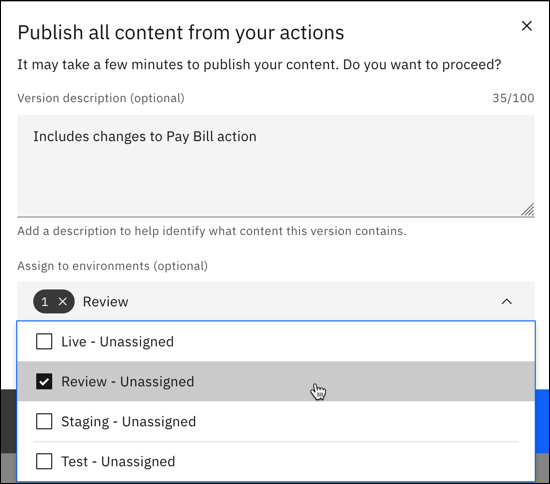 Publish all content from your actions
It may take a few minutes to publish your content. Do you want to proceed?
Version description (optional) 35/100
Includes changes to Pay Bill action
Add a description to help identify what content this version contains.
Assign to environments (optional)
1 × Review
Live - Unassigned
Review - Unassigned
Staging - Unassigned
Test - Unassigned